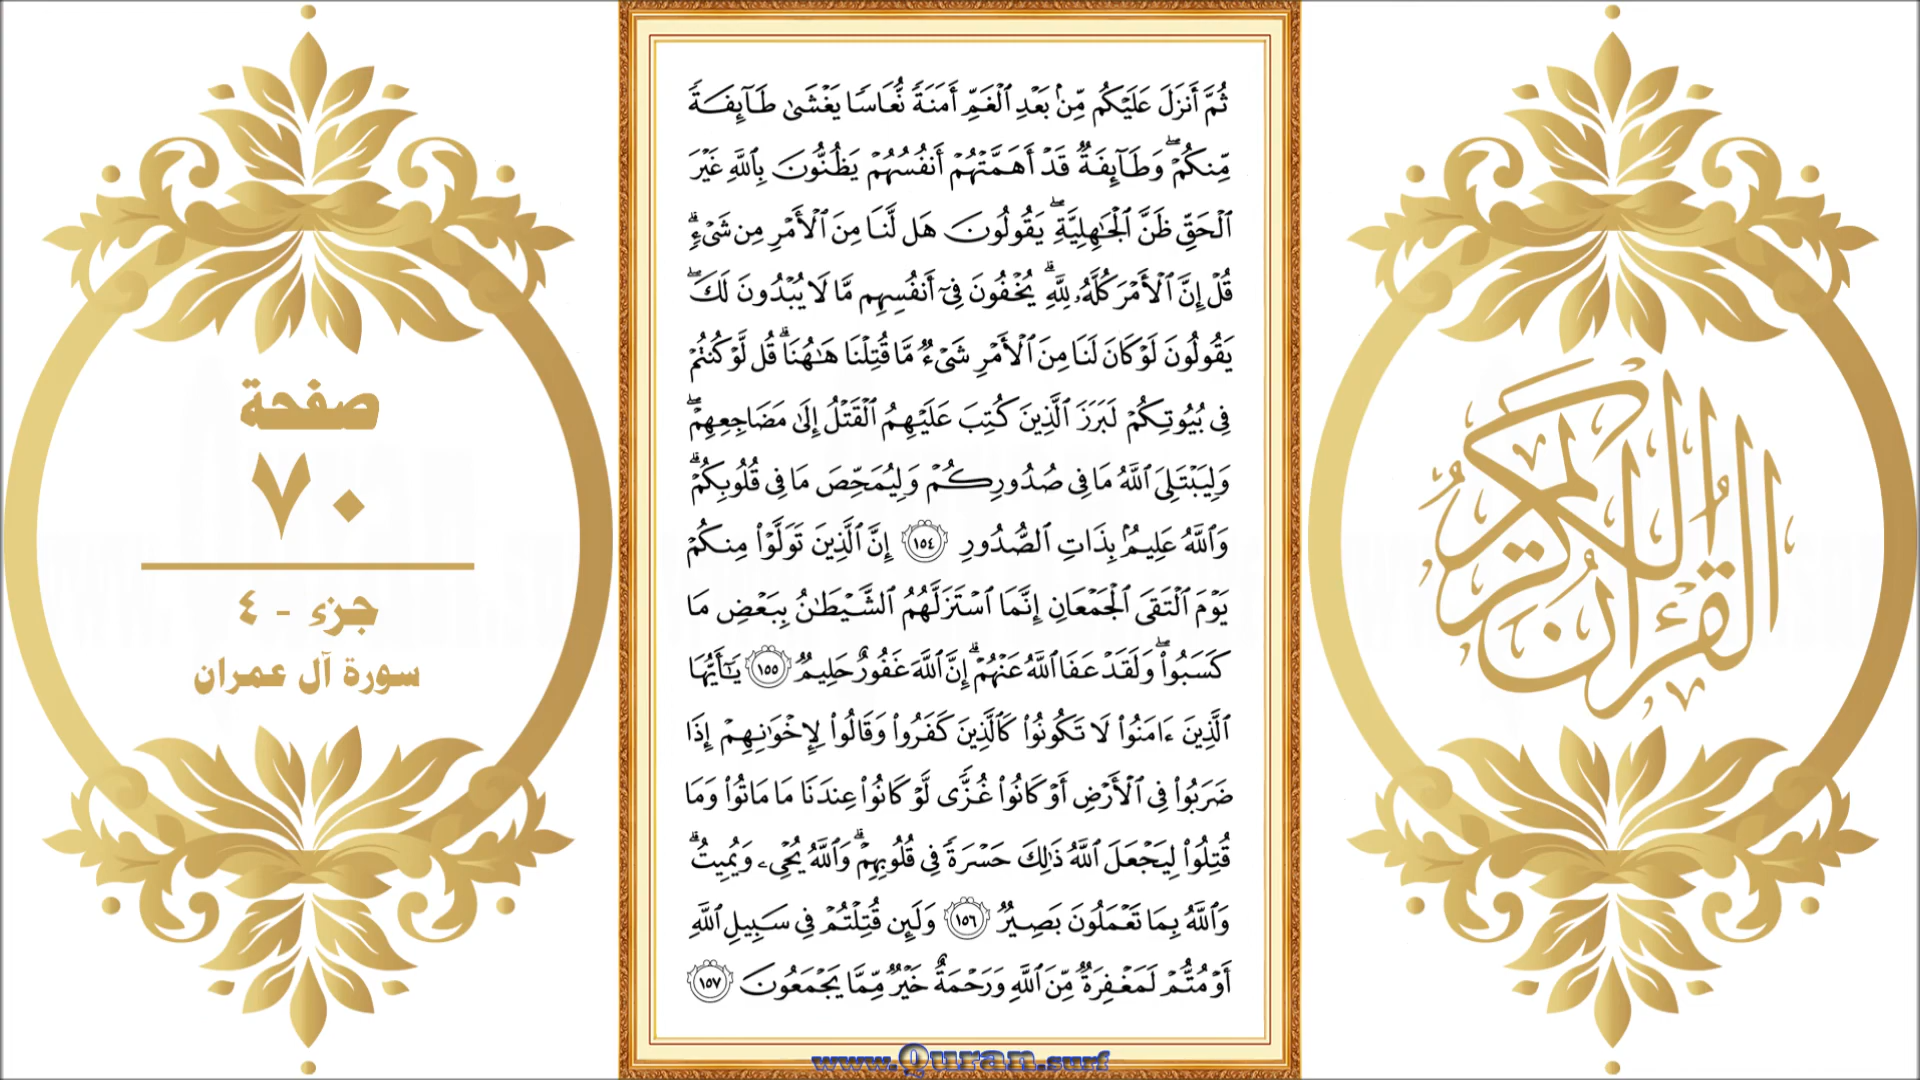 صفحة
٧٠
جزء - ٤
سورة آل عمران
ثُمَّ أَنزَلَ عَلَيْكُم مِّنۢ بَعْدِ ٱلْغَمِّ أَمَنَةً نُّعَاسًا يَغْشَىٰ طَآئِفَةً
مِّنكُمْ ۖ وَطَآئِفَةٌ قَدْ أَهَمَّتْهُمْ أَنفُسُهُمْ يَظُنُّونَ بِٱللَّهِ غَيْرَ
ٱلْحَقِّ ظَنَّ ٱلْجَـٰهِلِيَّةِ ۖ يَقُولُونَ هَل لَّنَا مِنَ ٱلْأَمْرِ مِن شَىْءٍ ۗ
قُلْ إِنَّ ٱلْأَمْرَ كُلَّهُۥ لِلَّهِ ۗ يُخْفُونَ فِىٓ أَنفُسِهِم مَّا لَا يُبْدُونَ لَكَ ۖ
يَقُولُونَ لَوْ كَانَ لَنَا مِنَ ٱلْأَمْرِ شَىْءٌ مَّا قُتِلْنَا هَـٰهُنَا ۗ قُل لَّوْ كُنتُمْ
فِى بُيُوتِكُمْ لَبَرَزَ ٱلَّذِينَ كُتِبَ عَلَيْهِمُ ٱلْقَتْلُ إِلَىٰ مَضَاجِعِهِمْ ۖ
وَلِيَبْتَلِىَ ٱللَّهُ مَا فِى صُدُورِكُمْ وَلِيُمَحِّصَ مَا فِى قُلُوبِكُمْ ۗ
وَٱللَّهُ عَلِيمٌۢ بِذَاتِ ٱلصُّدُورِ ١٥٤ إِنَّ ٱلَّذِينَ تَوَلَّوْا۟ مِنكُمْ
يَوْمَ ٱلْتَقَى ٱلْجَمْعَانِ إِنَّمَا ٱسْتَزَلَّهُمُ ٱلشَّيْطَـٰنُ بِبَعْضِ مَا
كَسَبُوا۟ ۖ وَلَقَدْ عَفَا ٱللَّهُ عَنْهُمْ ۗ إِنَّ ٱللَّهَ غَفُورٌ حَلِيمٌ ١٥٥ يَـٰٓأَيُّهَا
ٱلَّذِينَ ءَامَنُوا۟ لَا تَكُونُوا۟ كَٱلَّذِينَ كَفَرُوا۟ وَقَالُوا۟ لِإِخْوَٰنِهِمْ إِذَا
ضَرَبُوا۟ فِى ٱلْأَرْضِ أَوْ كَانُوا۟ غُزًّى لَّوْ كَانُوا۟ عِندَنَا مَا مَاتُوا۟ وَمَا
قُتِلُوا۟ لِيَجْعَلَ ٱللَّهُ ذَٰلِكَ حَسْرَةً فِى قُلُوبِهِمْ ۗ وَٱللَّهُ يُحْىِۦ وَيُمِيتُ ۗ
وَٱللَّهُ بِمَا تَعْمَلُونَ بَصِيرٌ ١٥٦ وَلَئِن قُتِلْتُمْ فِى سَبِيلِ ٱللَّهِ
أَوْ مُتُّمْ لَمَغْفِرَةٌ مِّنَ ٱللَّهِ وَرَحْمَةٌ خَيْرٌ مِّمَّا يَجْمَعُونَ ١٥٧
القرآن الكريم
www.Quran.surf